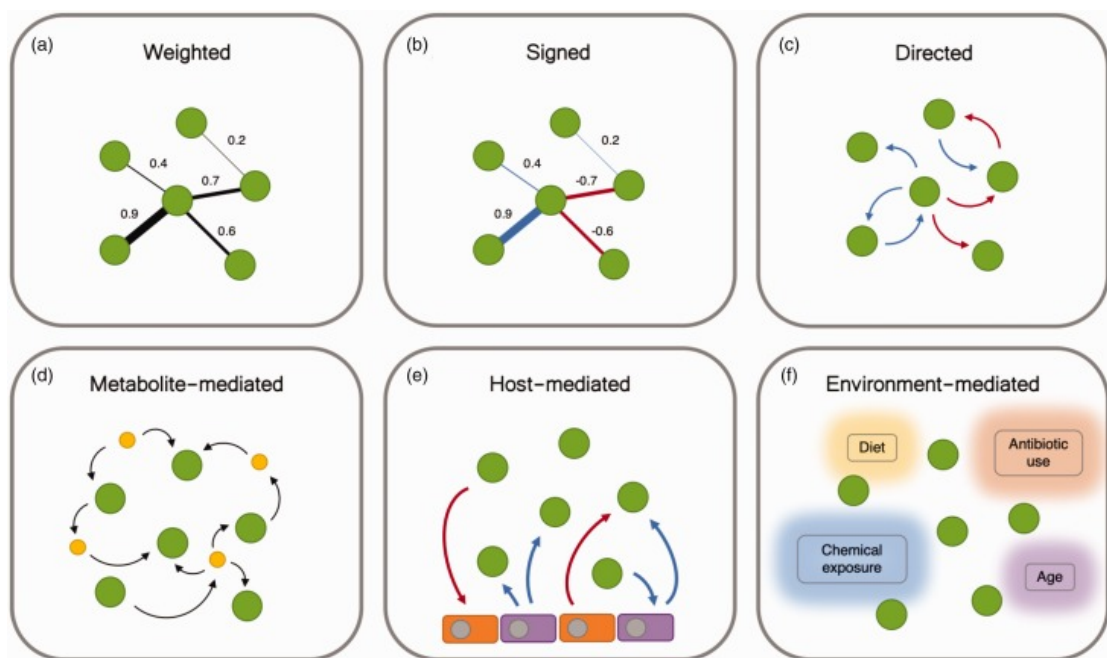 (a)
Weighted
0.2
0.4
0.7
0.9
0.6
(b)
Signed
0.2
0.4
-0.7
0.9
-0.6
(c)
Directed
(d)
Metabolite-mediated
(e)
Host-mediated
(f)
Environment-mediated
Diet
Antibiotic
use
Chemical
exposure
Age